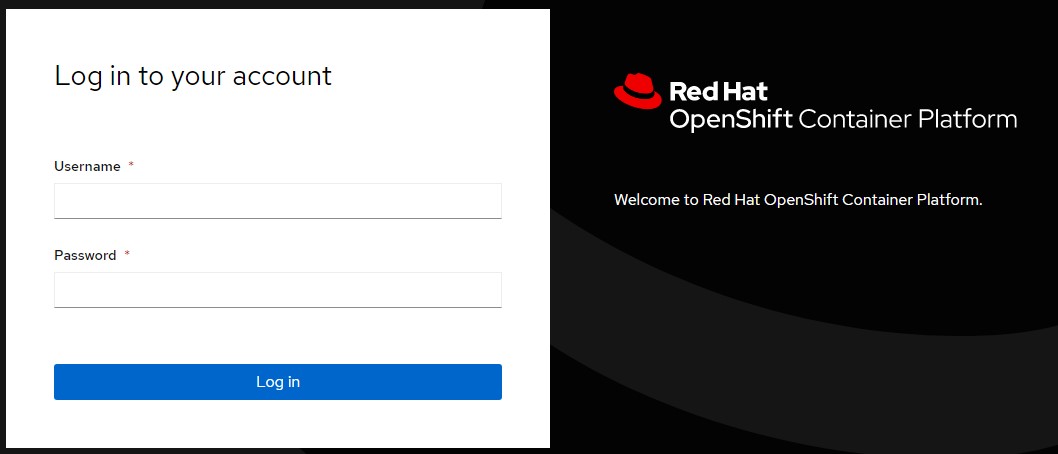 Log in to your account
Username *
Password *
Log in
Red Hat
OpenShift Container Platform
Welcome to Red Hat OpenShift Container Platform.